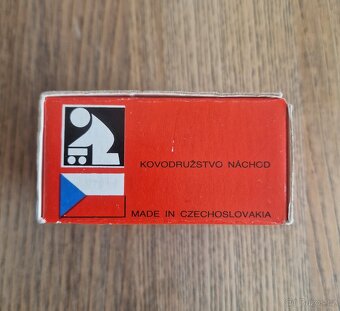 KOVODRUŽSTVO NÁCHOD
MADE IN CZECHOSLOVAKIA